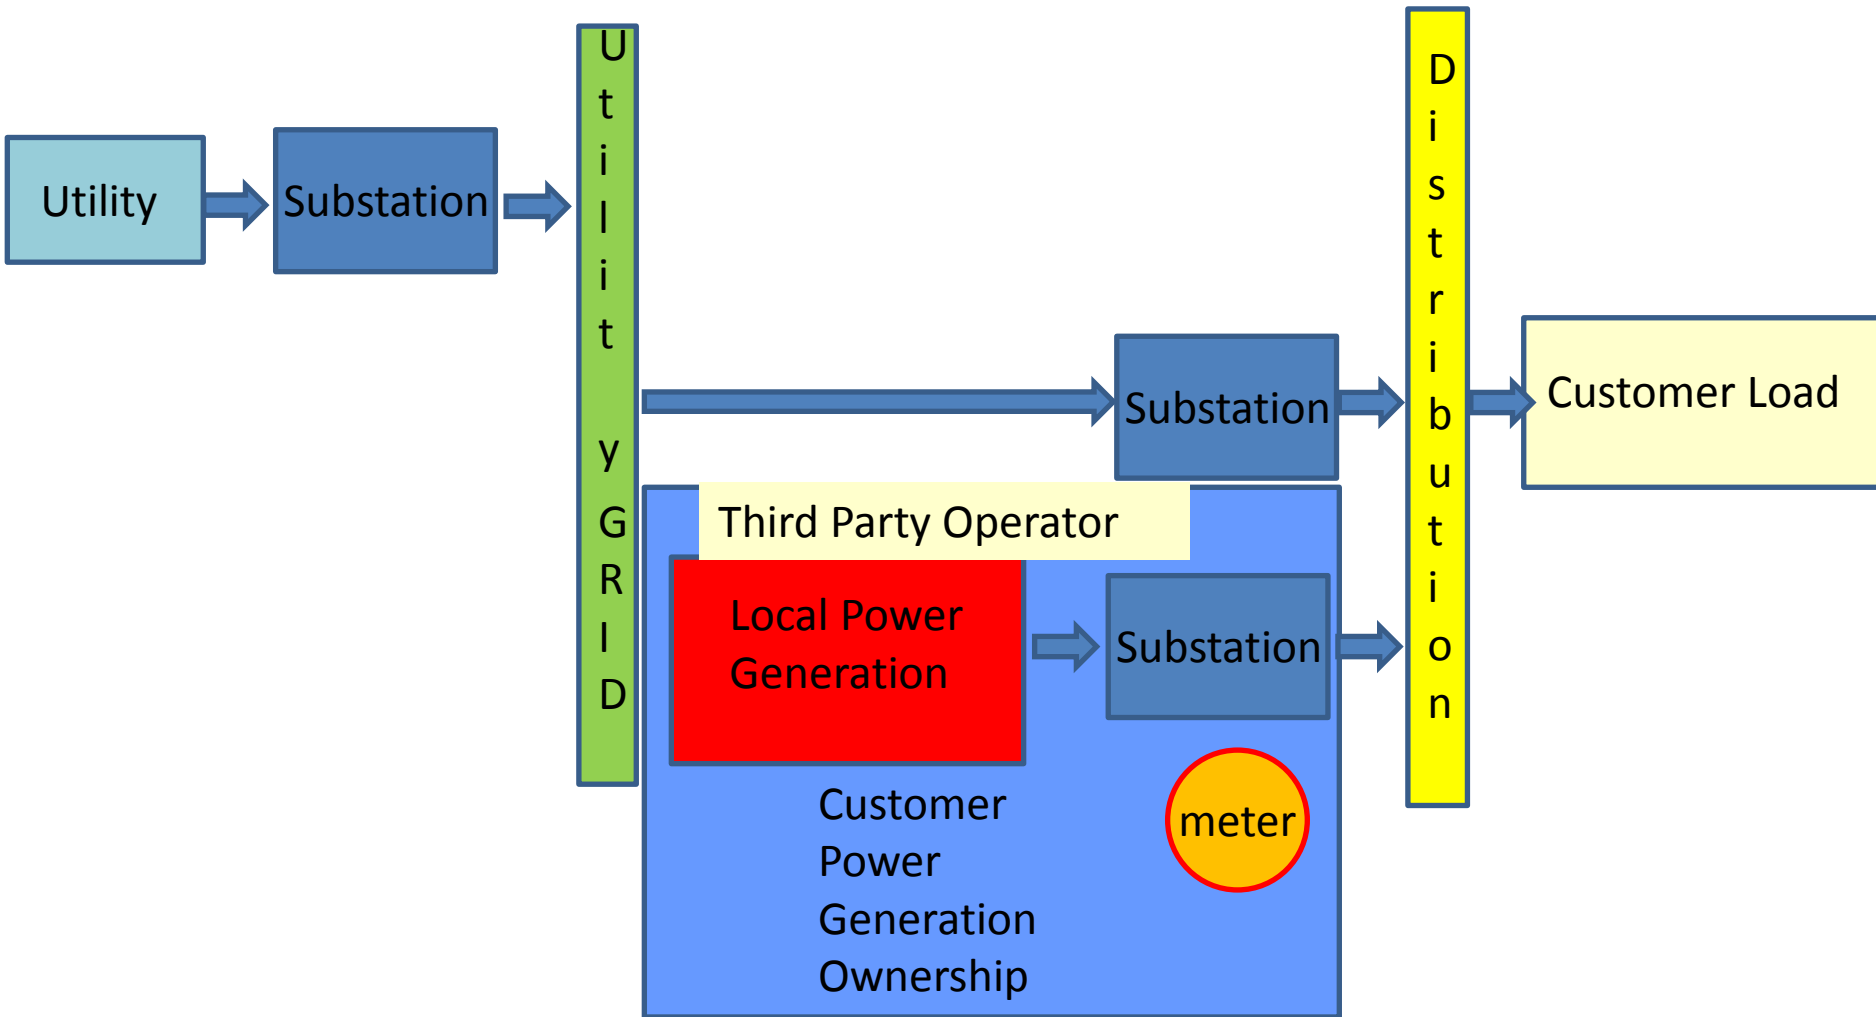 Utility
Substation
Utility GRID
Substation
Distribution
Customer Load
Third Party Operator
Local Power
Generation
Substation
meter
Customer
Power
Generation
Ownership